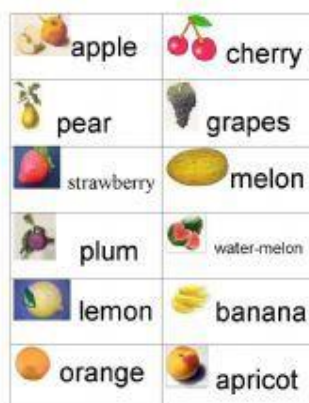 apple
cherry
pear
grapes
strawberry
melon
plum
water-melon
lemon
banana
orange
apricot